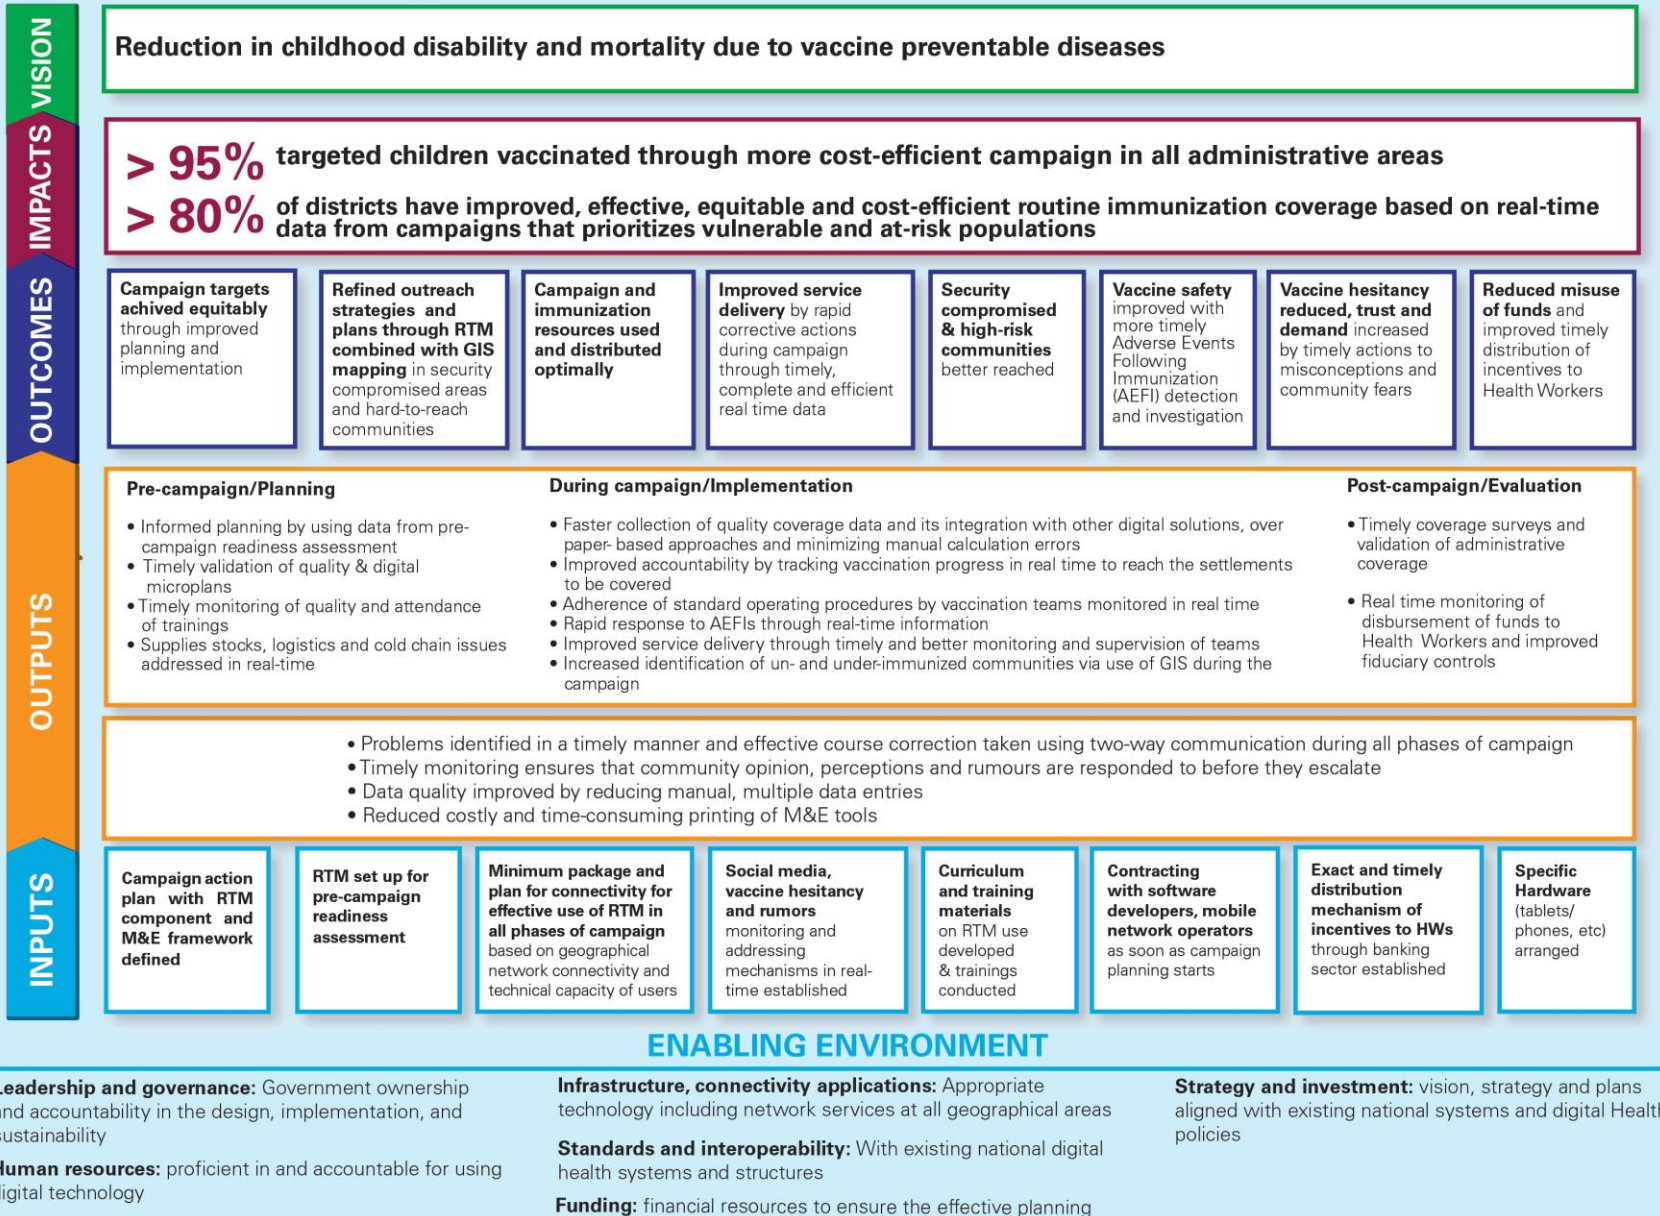 VISION
Reduction in childhood disability and mortality due to vaccine preventable diseases
IMPACTS
> 95% targeted children vaccinated through more cost-efficient campaign in all administrative areas
> 80% of districts have improved, effective, equitable and cost-efficient routine immunization coverage based on real-time
data from campaigns that prioritizes vulnerable and at-risk populations
OUTCOMES
Campaign targets
achived equitably
through improved
planning and
implementation
Refined outreach
strategies and
plans through RTM
combined with GIS
mapping in security
compromised areas
and hard-to-reach
communities
Campaign and
immunization
resources used
and distributed
optimally
Improved service
delivery by rapid
corrective actions
during campaign
through timely,
complete and efficient
real time data
Security
compromised
& high-risk
communities
better reached
Vaccine safety
improved with
more timely
Adverse Events
Following
Immunization
(AEFI) detection
and investigation
Vaccine hesitancy
reduced, trust and
demand increased
by timely actions to
misconceptions and
community fears
Reduced misuse
of funds and
improved timely
distribution of
incentives to
Health Workers
OUTPUTS
Pre-campaign/Planning
• Informed planning by using data from pre-
campaign readiness assessment
• Timely validation of quality & digital
microplans
• Timely monitoring of quality and attendance
of trainings
• Supplies stocks, logistics and cold chain issues
addressed in real-time
During campaign/Implementation
• Faster collection of quality coverage data and its integration with other digital solutions, over
paper- based approaches and minimizing manual calculation errors
• Improved accountability by tracking vaccination progress in real time to reach the settlements
to be covered
• Adherence of standard operating procedures by vaccination teams monitored in real time
• Rapid response to AEFIs through real-time information
• Improved service delivery through timely and better monitoring and supervision of teams
• Increased identification of un- and under-immunized communities via use of GIS during the
campaign
Post-campaign/Evaluation
• Timely coverage surveys and
validation of administrative
coverage
• Real time monitoring of
disbursement of funds to
Health Workers and improved
fiduciary controls
• Problems identified in a timely manner and effective course correction taken using two-way communication during all phases of campaign
• Timely monitoring ensures that community opinion, perceptions and rumours are responded to before they escalate
• Data quality improved by reducing manual, multiple data entries
• Reduced costly and time-consuming printing of M&E tools
INPUTS
Campaign action
plan with RTM
component and
M&E framework
defined
RTM set up for
pre-campaign
readiness
assessment
Minimum package and
plan for connectivity for
effective use of RTM in
all phases of campaign
based on geographical
network connectivity and
technical capacity of users
Social media,
vaccine hesitancy
and rumors
monitoring and
addressing
mechanisms in real-
time established
Curriculum
and training
materials
on RTM use
developed
& trainings
conducted
Contracting
with software
developers, mobile
network operators
as soon as campaign
planning starts
Exact and timely
distribution
mechanism of
incentives to HWs
through banking
sector established
Specific
Hardware
(tablets/
phones, etc)
arranged
ENABLING ENVIRONMENT
Leadership and governance: Government ownership
and accountability in the design, implementation, and
sustainability
Human resources: proficient in and accountable for using
digital technology
Infrastructure, connectivity applications: Appropriate
technology including network services at all geographical areas
Standards and interoperability: With existing national digital
health systems and structures
Funding: financial resources to ensure the effective planning
Strategy and investment: vision, strategy and plans
aligned with existing national systems and digital Health
policies